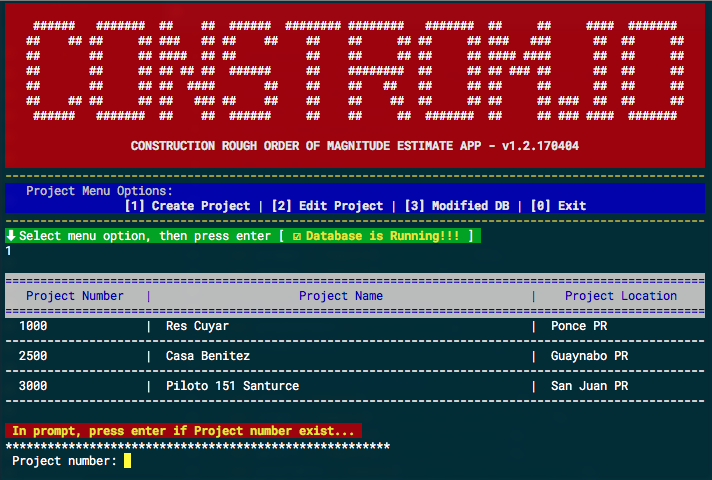 CONSTROM.IO
CONSTRUCTION ROUGH ORDER OF MAGNITUDE ESTIMATE APP - v1.2.170404
Project Menu Options:
[1] Create Project | [2] Edit Project | [3] Modified DB | [0] Exit
Select menu option, then press enter [ ☑ Database is Running!!! ]
1
Project Number | Project Name | Project Location
1000 | Res Cuyar | Ponce PR
2500 | Casa Benitez | Guaynabo PR
3000 | Piloto 151 Santurce | San Juan PR
In prompt, press enter if Project number exist...
*******************************************************
Project number: